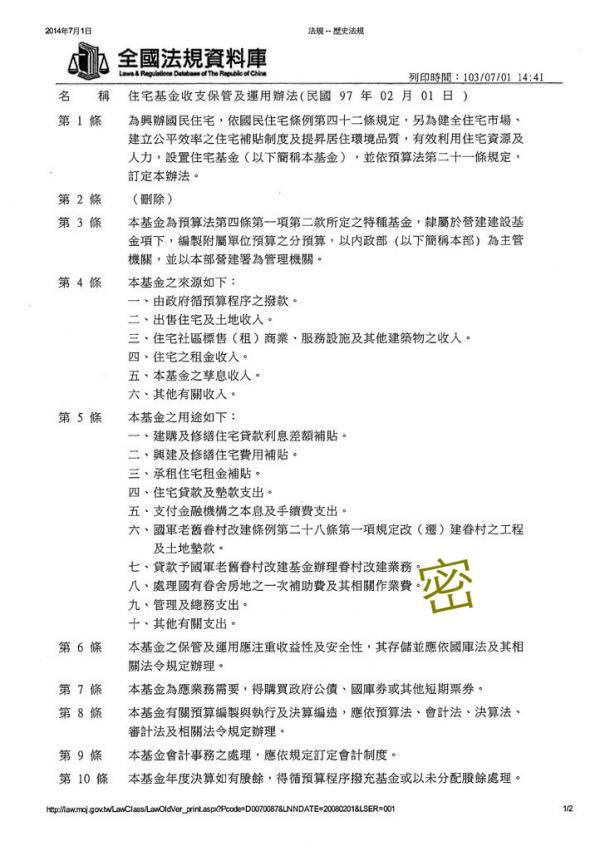 2014年7月1日 法規 -- 歷史法規
全國法規資料庫
Laws & Regulations Database of The Republic of China
列印時間：103/07/01 14:41
名　稱 住宅基金收支保管及運用辦法(民國 97 年 02 月 01 日 )
第 1 條 為興辦國民住宅，依國民住宅條例第四十二條規定，另為健全住宅市場、
建立公平效率之住宅補貼制度及提昇居住環境品質，有效利用住宅資源及
人力，設置住宅基金（以下簡稱本基金），並依預算法第二十一條規定，
訂定本辦法。
第 2 條 （刪除）
第 3 條 本基金為預算法第四條第一項第二款所定之特種基金，隸屬於營建建設基
金項下，編製附屬單位預算之分預算，以內政部（以下簡稱本部）為主管
機關，並以本部營建署為管理機關。
第 4 條 本基金之來源如下：
一、由政府循預算程序之撥款。
二、出售住宅及土地收入。
三、住宅社區標售（租）商業、服務設施及其他建築物之收入。
四、住宅之租金收入。
五、本基金之孳息收入。
六、其他有關收入。
第 5 條 本基金之用途如下：
一、建購及修繕住宅貸款利息差額補貼。
二、興建及修繕住宅費用補貼。
三、承租住宅租金補貼。
四、住宅貸款及墊款支出。
五、支付金融機構之本息及手續費支出。
六、國軍老舊眷村改建條例第二十八條第一項規定改（遷）建眷村之工程
及土地墊款。
七、貸款予國軍老舊眷村改建基金辦理眷村改建業務。
八、處理國有眷舍房地之一次補助費及其相關作業費。
密
九、管理及總務支出。
十、其他有關支出。
第 6 條 本基金之保管及運用應注重收益性及安全性，其存儲並應依國庫法及其相
關法令規定辦理。
第 7 條 本基金為應業務需要，得購買政府公債、國庫券或其他短期票券。
第 8 條 本基金有關預算編製與執行及決算編造，應依預算法、會計法、決算法、
審計法及相關法令規定辦理。
第 9 條 本基金會計事務之處理，應依規定訂定會計制度。
第 10 條 本基金年度決算如有賸餘，得循預算程序撥充基金或以未分配賸餘處理。
http://law.moj.gov.tw/LawClass/LawOldVer_print.aspx?Pcode=D0070087&LNNDATE=20080201&LSER=001 1/2